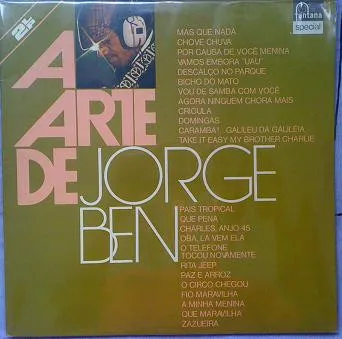 2 LPs
fontana
special
A
ARTE
DE JORGE
BEN
MAS QUE NADA
CHOVE CHUVA
POR CAUSA DE VOCÊ MENINA
VAMOS EMBORA "UAU"
DESCALÇO NO PARQUE
BICHO DO MATO
VOU DE SAMBA COM VOCÊ
AGORA NINGUEM CHORA MAIS
CRIOULA
DOMINGAS
CARAMBA!...GALILEU DA GALILÉIA
TAKE IT EASY MY BROTHER CHARLIE
PAIS TROPICAL
QUE PENA
CHARLES, ANJO 45
OBA, LA VEM ELA
O TELEFONE
TOCOU NOVAMENTE
RITA JEEP
PAZ E ARROZ
O CIRCO CHEGOU
FIO MARAVILHA
A MINHA MENINA
QUE MARAVILHA
ZAZUEIRA